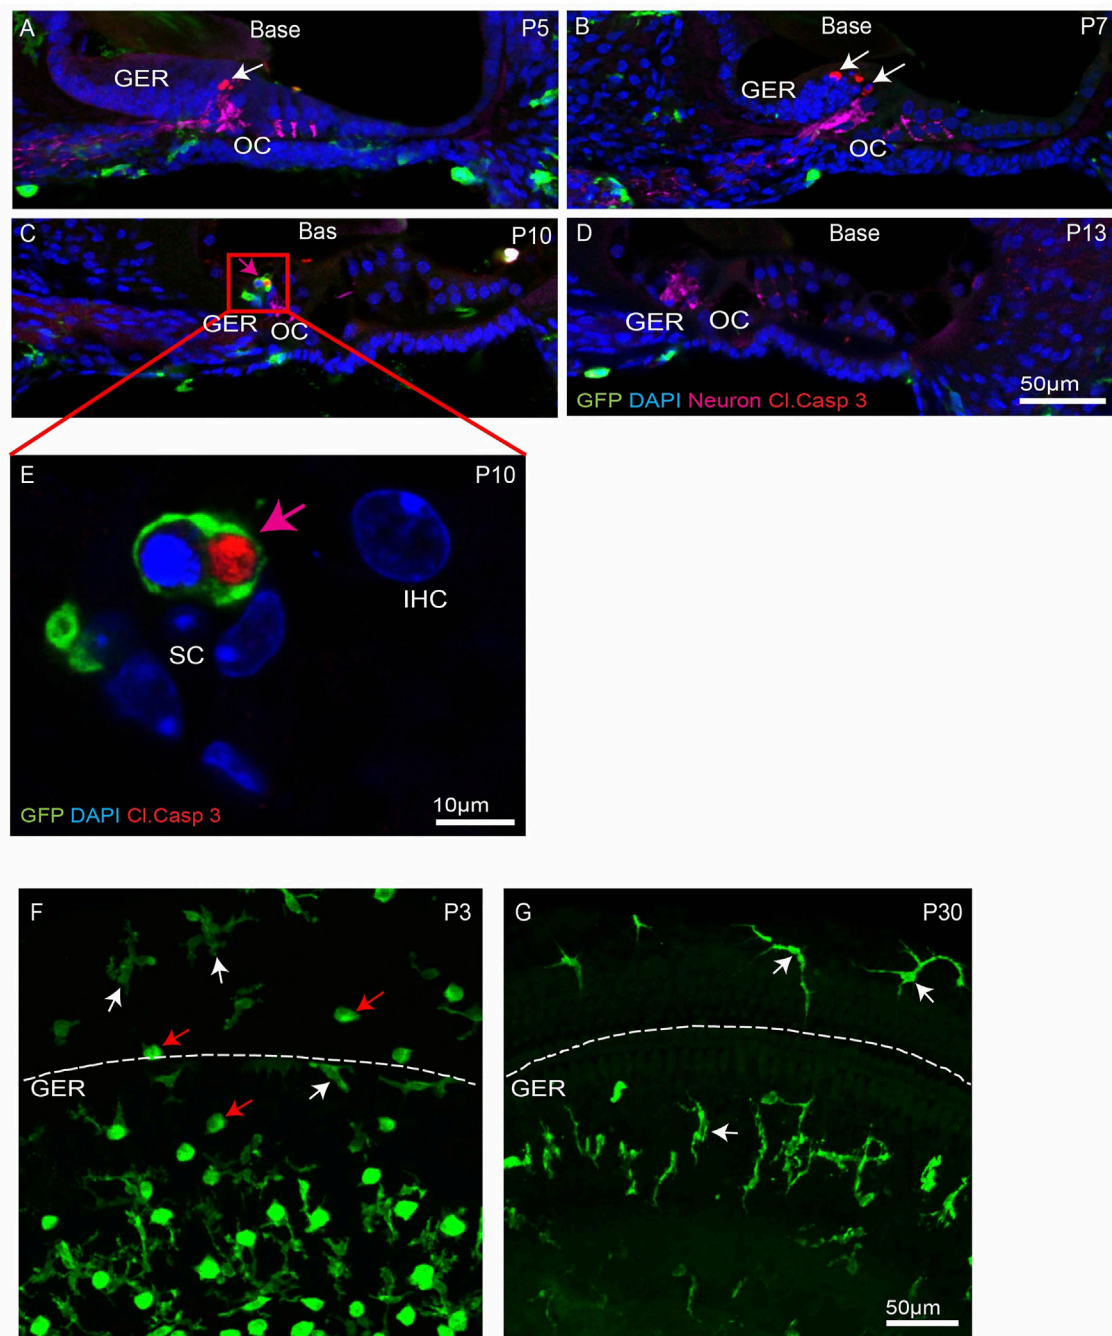 A Base P5
GER
OC
B Base P7
GER
OC
C Bas P10
GER OC
D Base P13
GER OC
50µm
GFP DAPI Neuron Cl.Casp 3
E P10
IHC
SC
10µm
GFP DAPI Cl.Casp 3
F P3
GER
G P30
GER
50µm